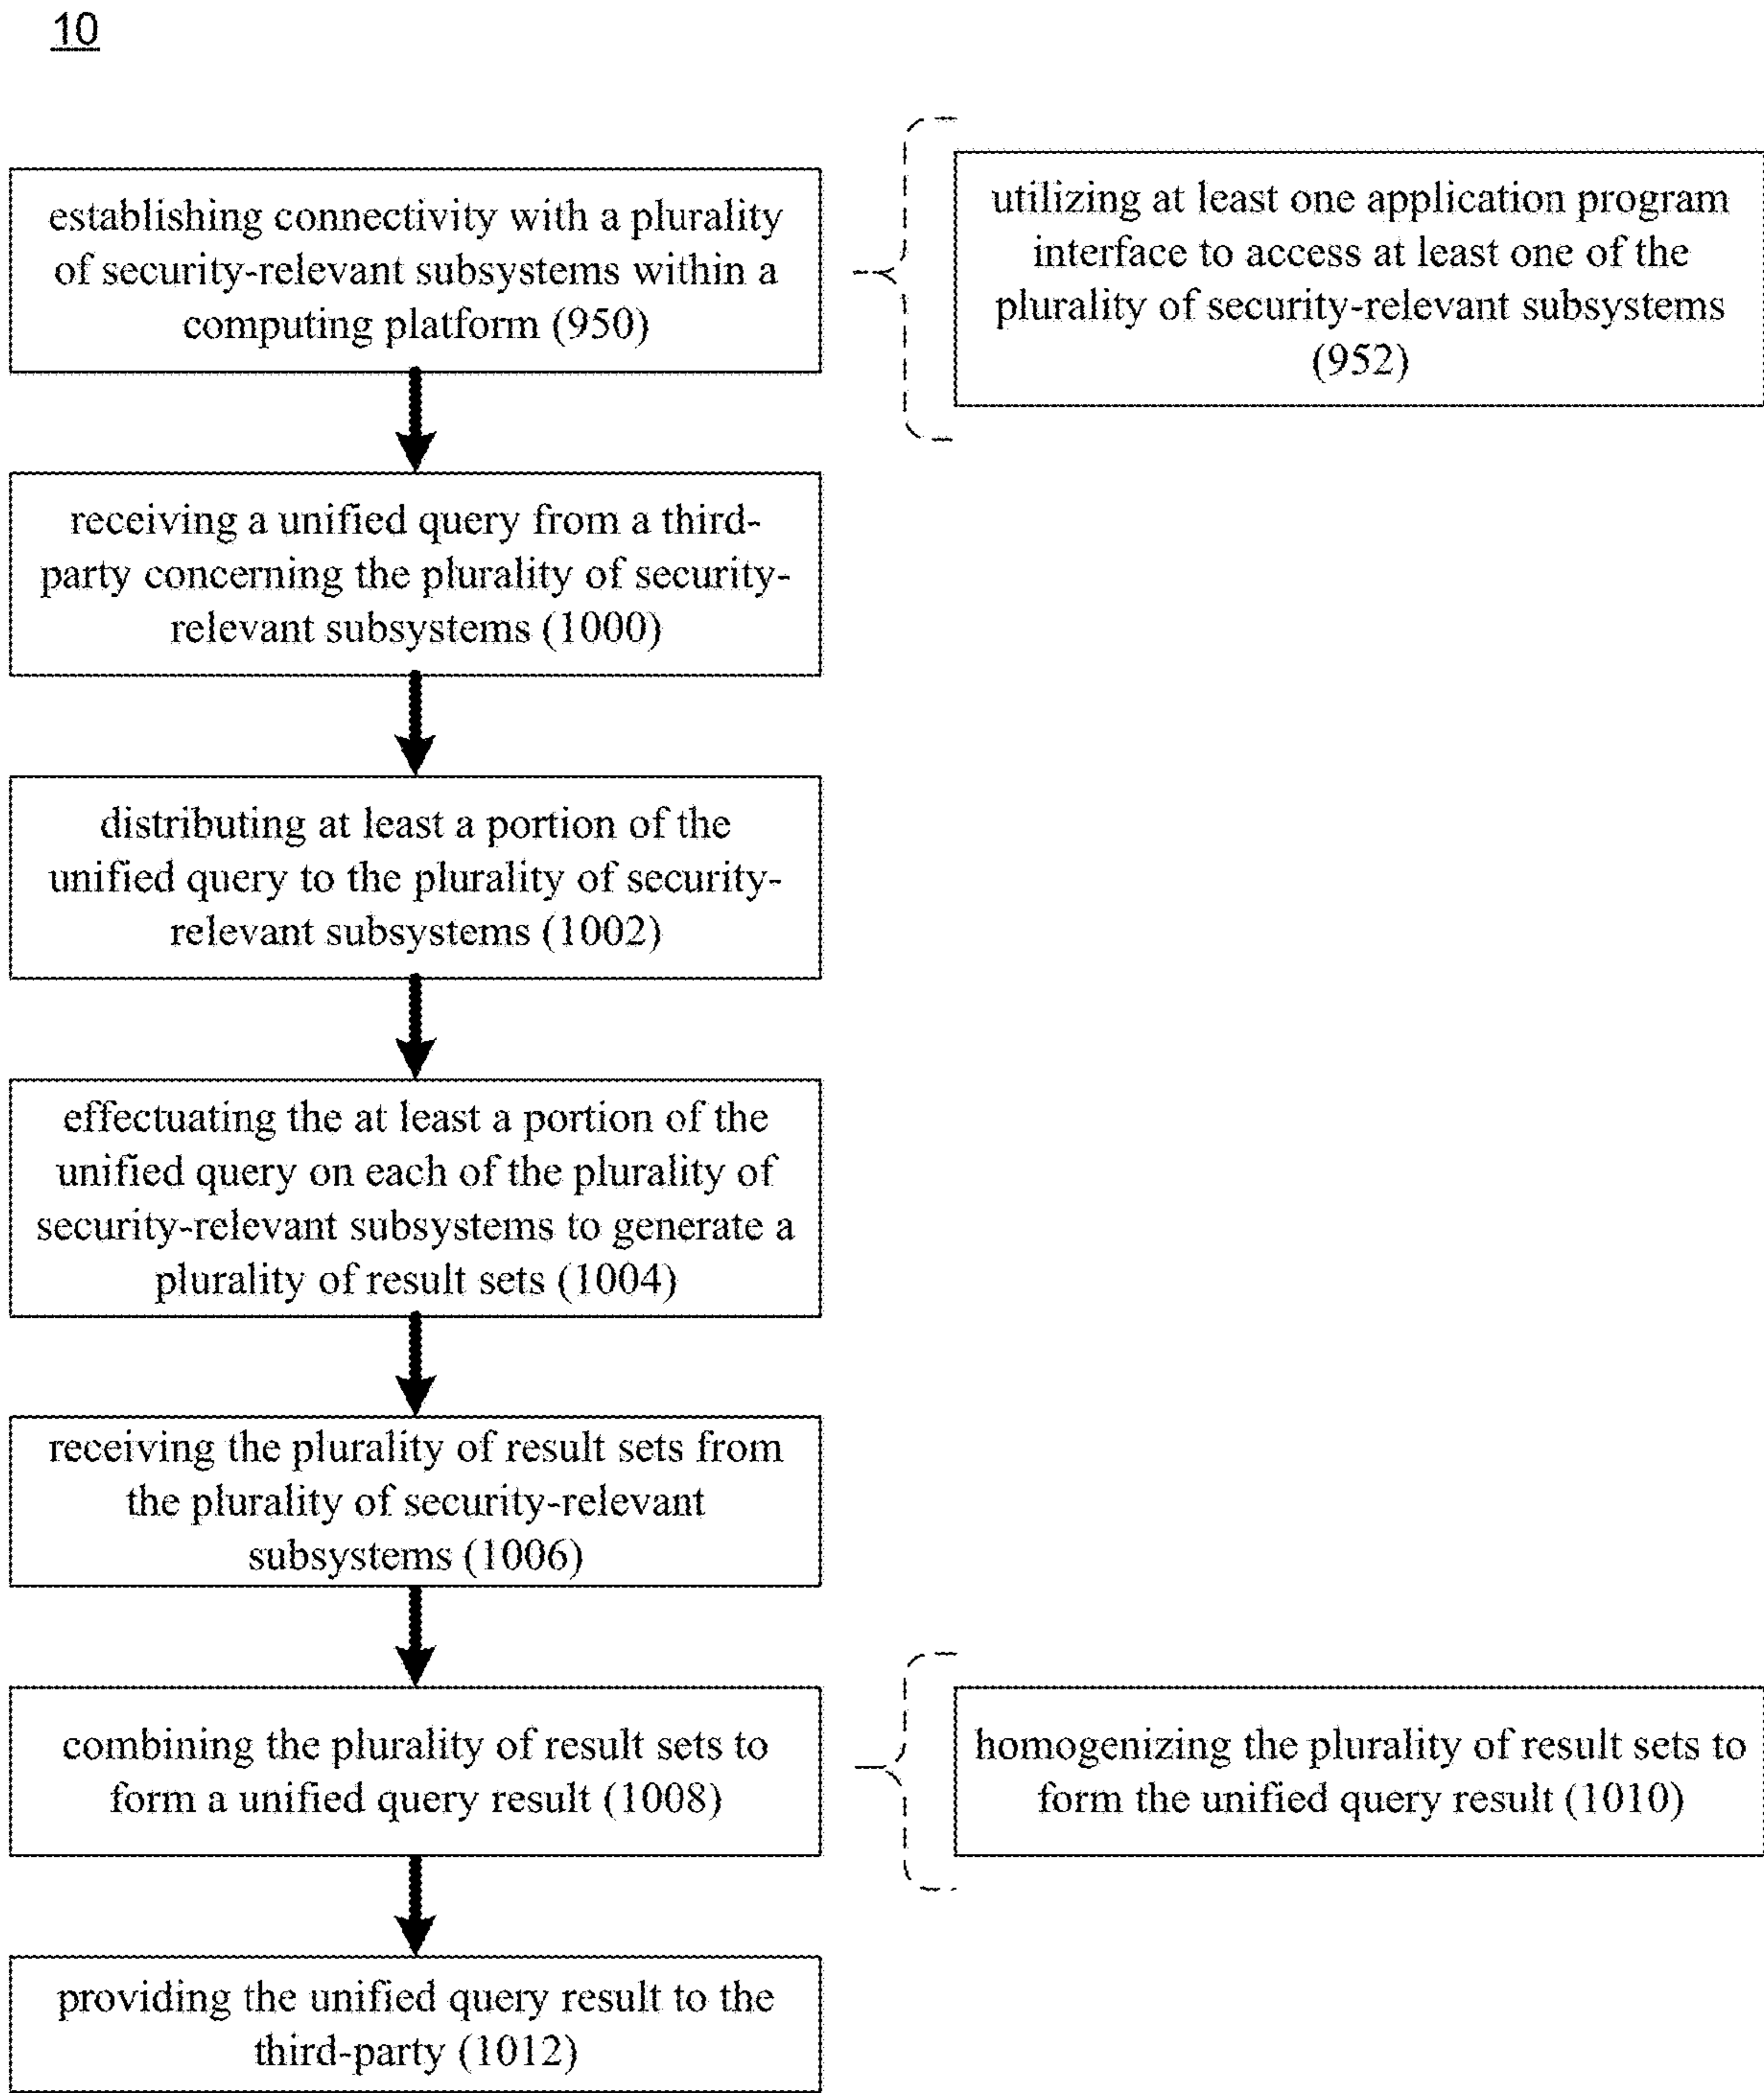 10
establishing connectivity with a plurality
of security-relevant subsystems within a
computing platform (950)
utilizing at least one application program
interface to access at least one of the
plurality of security-relevant subsystems
(952)
receiving a unified query from a third-
party concerning the plurality of security-
relevant subsystems (1000)
distributing at least a portion of the
unified query to the plurality of security-
relevant subsystems (1002)
effectuating the at least a portion of the
unified query on each of the plurality of
security-relevant subsystems to generate a
plurality of result sets (1004)
receiving the plurality of result sets from
the plurality of security-relevant
subsystems (1006)
combining the plurality of result sets to
form a unified query result (1008)
homogenizing the plurality of result sets to
form the unified query result (1010)
providing the unified query result to the
third-party (1012)